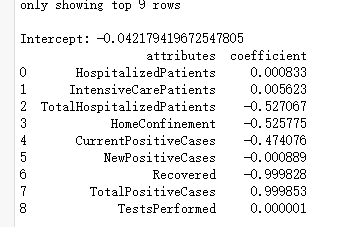 only showing top 9 rows
Intercept: -0.042179419672547805
attributes coefficient
0 HospitalizedPatients 0.000833
1 IntensiveCarePatients 0.005623
2 TotalHospitalizedPatients -0.527067
3 HomeConfinement -0.525775
4 CurrentPositiveCases -0.474076
5 NewPositiveCases -0.000889
6 Recovered -0.999828
7 TotalPositiveCases 0.999853
8 TestsPerformed 0.000001